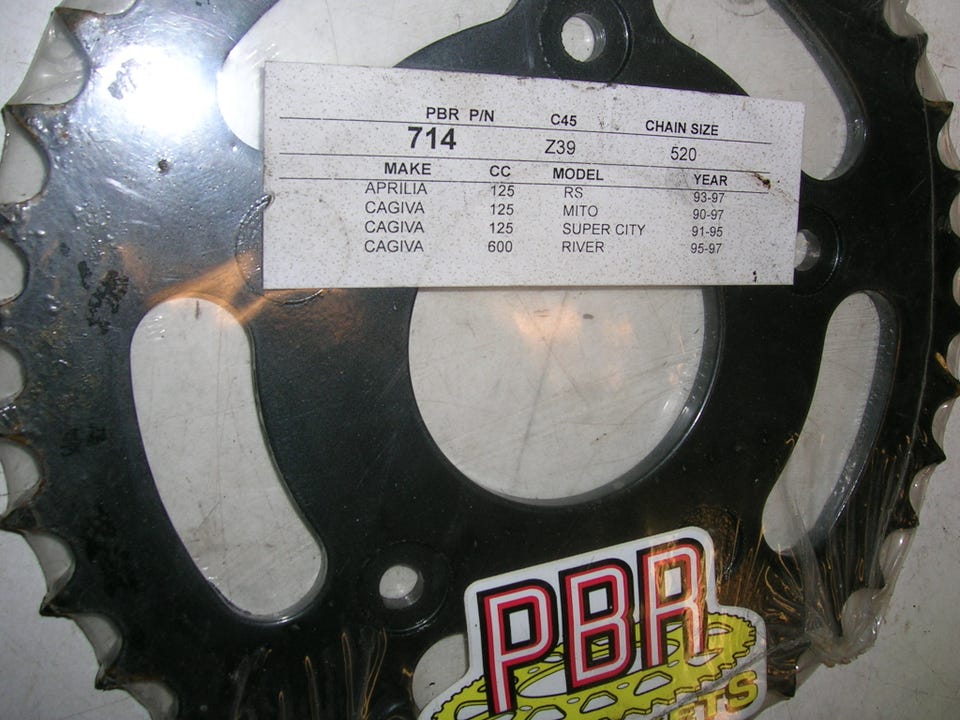 PBR P/N C45 CHAIN SIZE
714 Z39 520
MAKE CC MODEL YEAR
APRILIA 125 RS 93-97
CAGIVA 125 MITO 90-97
CAGIVA 125 SUPER CITY 91-95
CAGIVA 600 RIVER 95-97
PBR